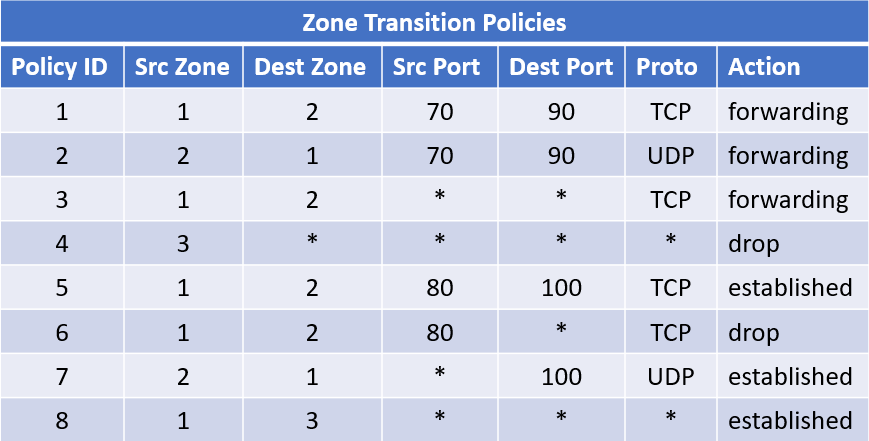 Zone Transition Policies
Policy ID Src Zone Dest Zone Src Port Dest Port Proto Action
1 1 2 70 90 TCP forwarding
2 2 1 70 90 UDP forwarding
3 1 2 * * TCP forwarding
4 3 * * * * drop
5 1 2 80 100 TCP established
6 1 2 80 * TCP drop
7 2 1 * 100 UDP established
8 1 3 * * * established